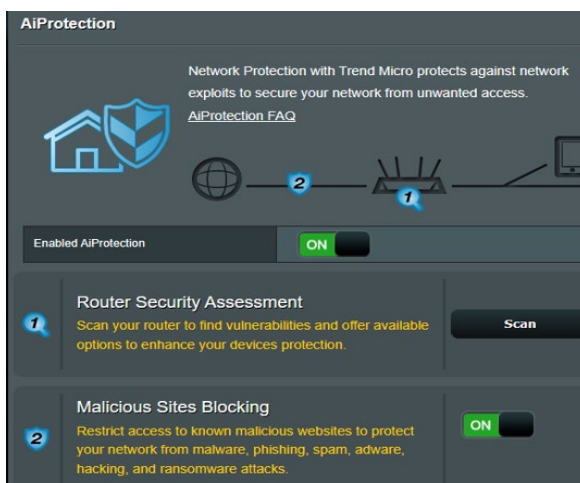 AiProtection
Network Protection with Trend Micro protects against network
exploits to secure your network from unwanted access.
AiProtection FAQ
2
1
Enabled AiProtection
ON
1
Router Security Assessment
Scan your router to find vulnerabilities and offer available
options to enhance your devices protection.
Scan
2
Malicious Sites Blocking
Restrict access to known malicious websites to protect
your network from malware, phishing, spam, adware,
hacking, and ransomware attacks.
ON